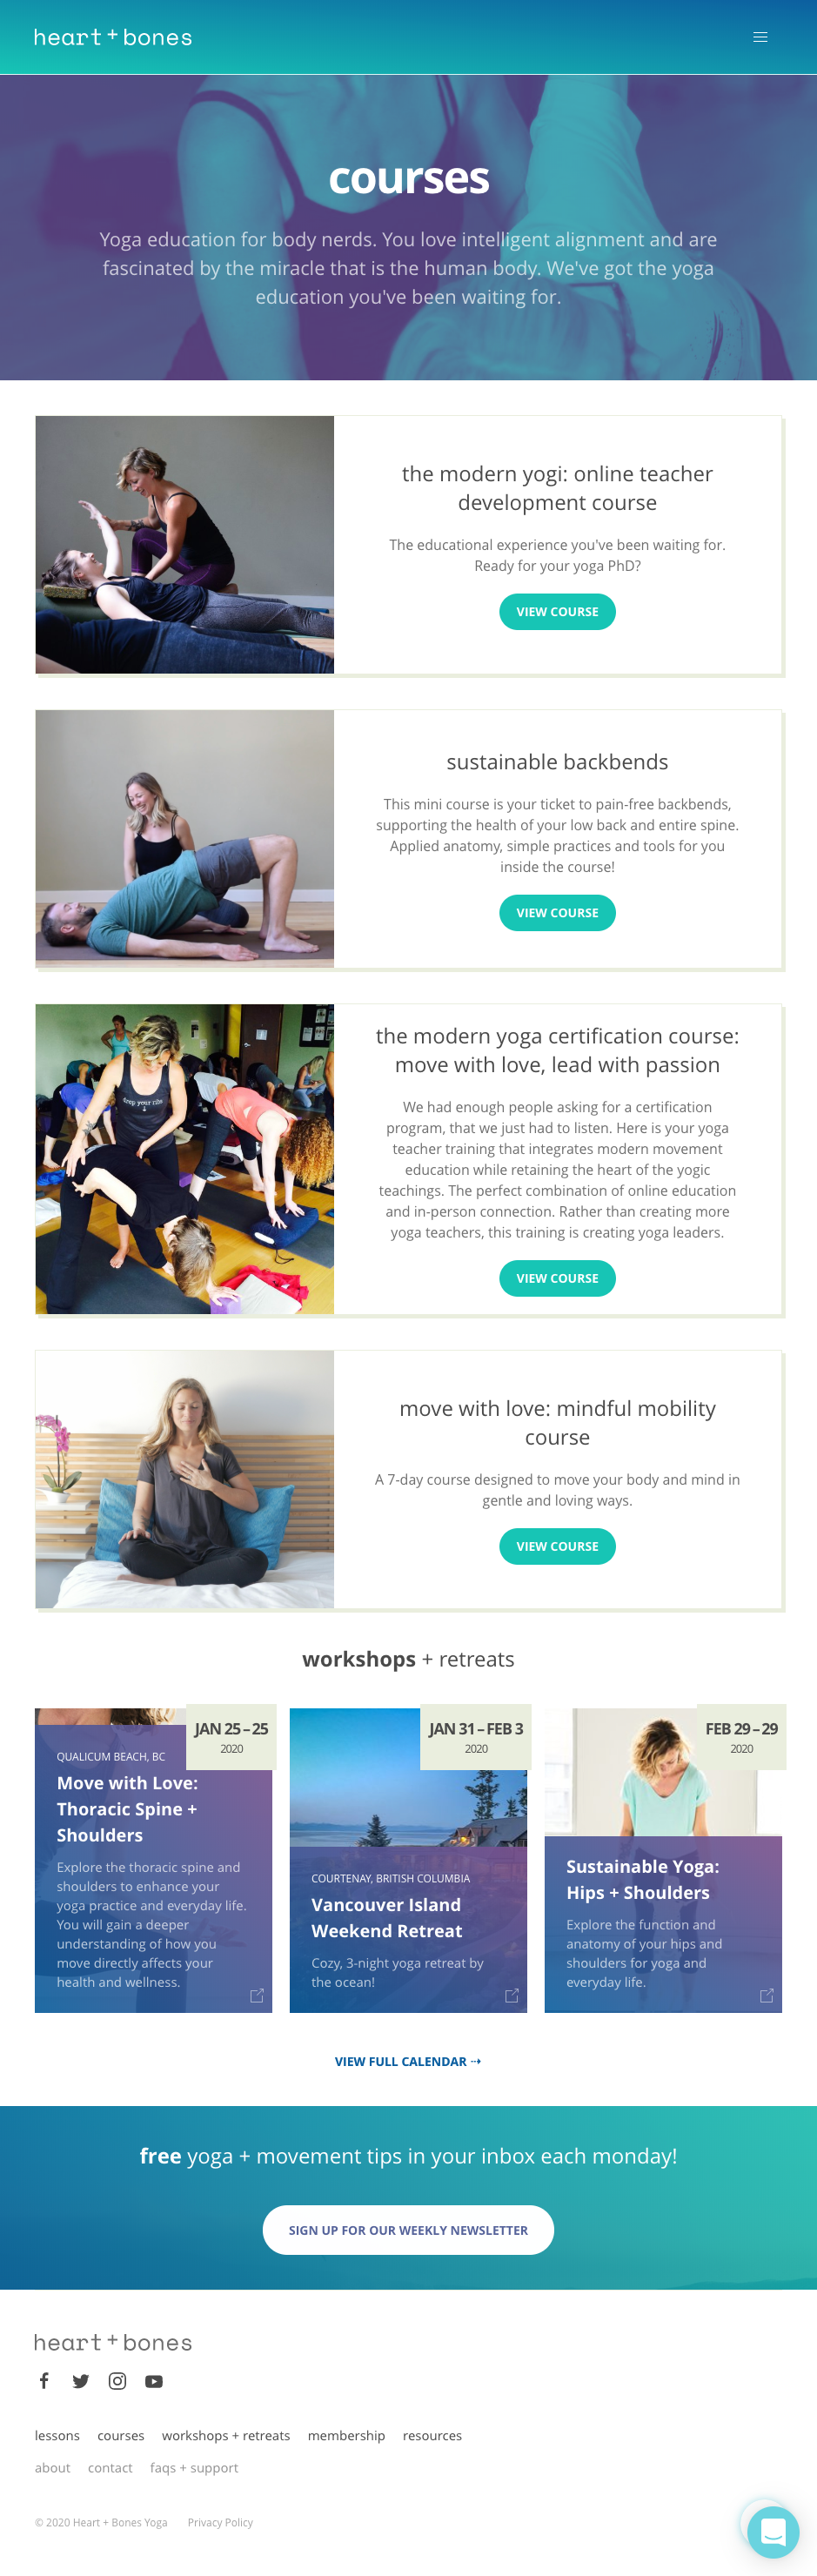 heart + bones
courses
Yoga education for body nerds. You love intelligent alignment and are
fascinated by the miracle that is the human body. We've got the yoga
education you've been waiting for.
the modern yogi: online teacher
development course
The educational experience you've been waiting for.
Ready for your yoga PhD?
VIEW COURSE
sustainable backbends
This mini course is your ticket to pain-free backbends,
supporting the health of your low back and entire spine.
Applied anatomy, simple practices and tools for you
inside the course!
VIEW COURSE
deep your ribs
the modern yoga certification course:
move with love, lead with passion
We had enough people asking for a certification
program, that we just had to listen. Here is your yoga
teacher training that integrates modern movement
education while retaining the heart of the yogic
teachings. The perfect combination of online education
and in-person connection. Rather than creating more
yoga teachers, this training is creating yoga leaders.
VIEW COURSE
move with love: mindful mobility
course
A 7-day course designed to move your body and mind in
gentle and loving ways.
VIEW COURSE
workshops + retreats
JAN 25 – 25
2020
QUALICUM BEACH, BC
Move with Love:
Thoracic Spine +
Shoulders
Explore the thoracic spine and
shoulders to enhance your
yoga practice and everyday life.
You will gain a deeper
understanding of how you
move directly affects your
health and wellness.
JAN 31 – FEB 3
2020
COURTENAY, BRITISH COLUMBIA
Vancouver Island
Weekend Retreat
Cozy, 3-night yoga retreat by
the ocean!
FEB 29 – 29
2020
Sustainable Yoga:
Hips + Shoulders
Explore the function and
anatomy of your hips and
shoulders for yoga and
everyday life.
VIEW FULL CALENDAR ⇢
free yoga + movement tips in your inbox each monday!
SIGN UP FOR OUR WEEKLY NEWSLETTER
heart + bones
lessons courses workshops + retreats membership resources
about contact faqs + support
© 2020 Heart + Bones Yoga Privacy Policy